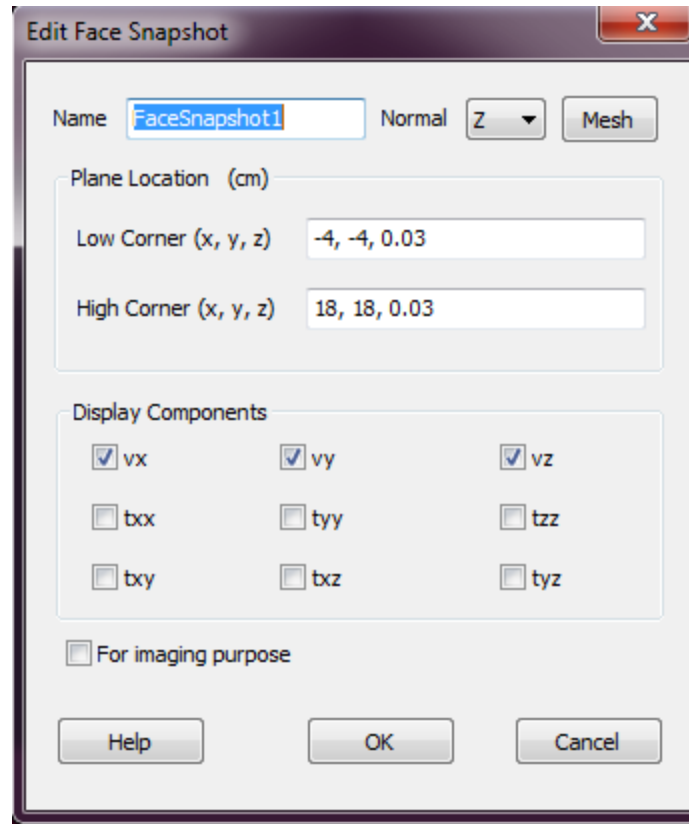 Edit Face Snapshot
Name FaceSnapshot1 Normal Z Mesh
Plane Location (cm)
Low Corner (x, y, z) -4, -4, 0.03
High Corner (x, y, z) 18, 18, 0.03
Display Components
vx vy vz
txx tyy tzz
txy txz tyz
For imaging purpose
Help OK Cancel